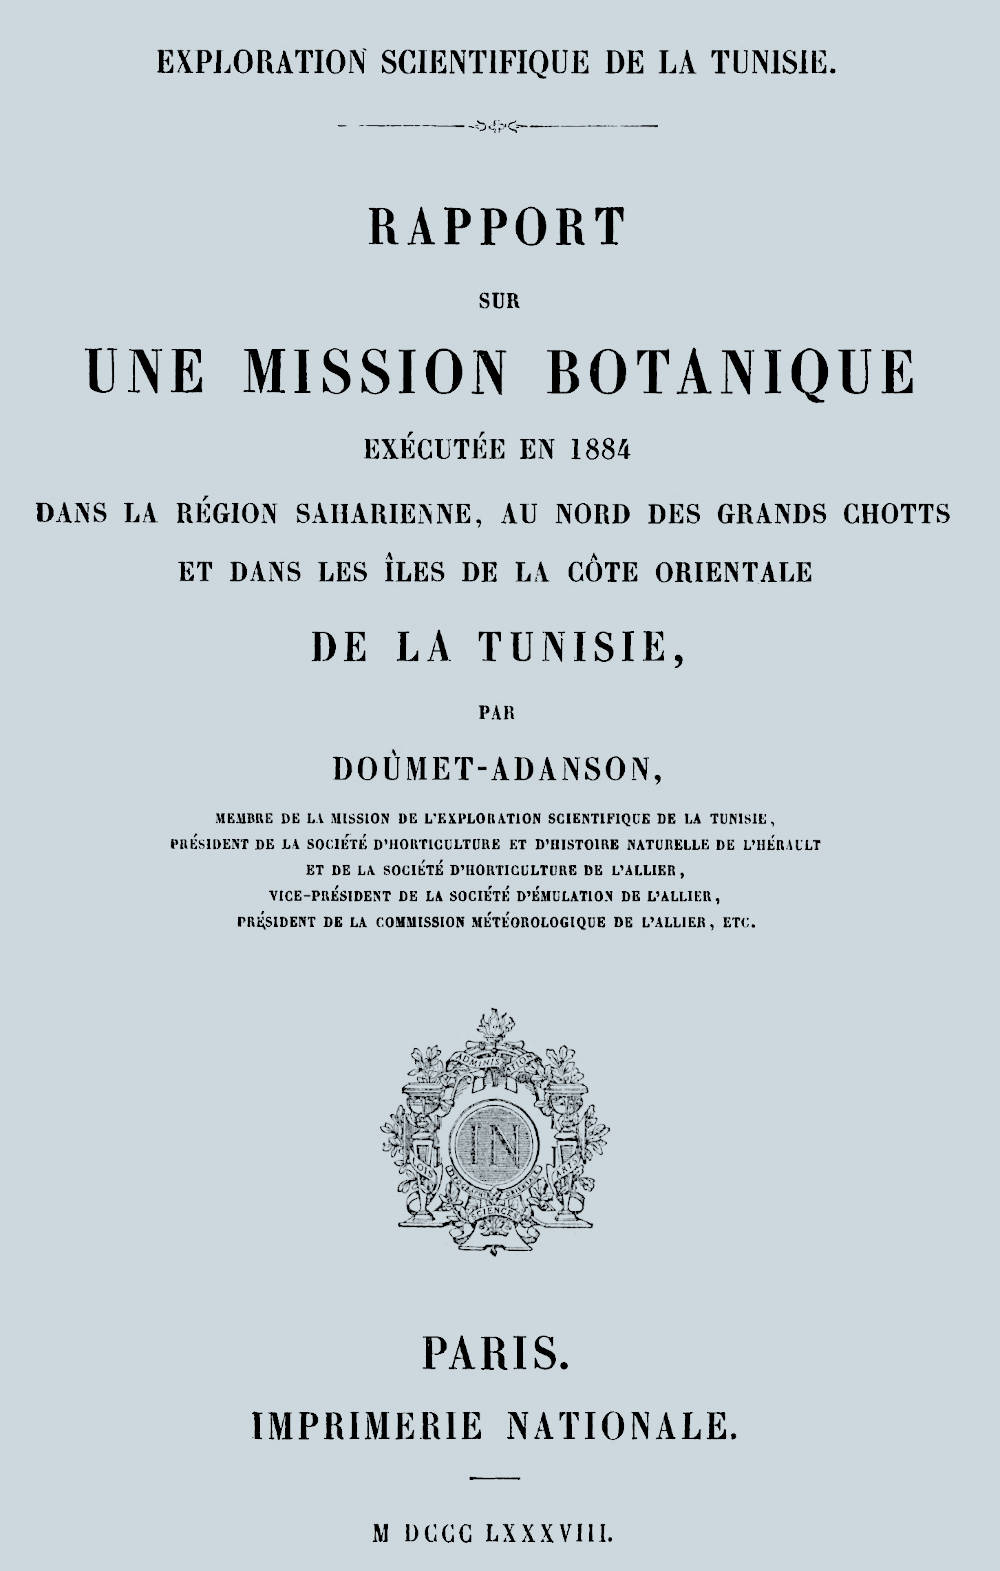 EXPLORATION SCIENTIFIQUE DE LA TUNISIE.
RAPPORT
SUR
UNE MISSION BOTANIQUE
EXÉCUTÉE EN 1884
DANS LA RÉGION SAHARIENNE, AU NORD DES GRANDS CHOTTS
ET DANS LES ÎLES DE LA CÔTE ORIENTALE
DE LA TUNISIE,
PAR
DOÙMET-ADANSON,
MEMBRE DE LA MISSION DE L'EXPLORATION SCIENTIFIQUE DE LA TUNISIE,
PRÉSIDENT DE LA SOCIÉTÉ D'HORTICULTURE ET D'HISTOIRE NATURELLE DE L'HÉRAULT
ET DE LA SOCIÉTÉ D'HORTICULTURE DE L'ALLIER,
VICE-PRÉSIDENT DE LA SOCIÉTÉ D'ÉMULATION DE L'ALLIER,
PRÉSIDENT DE LA COMMISSION MÉTÉOROLOGIQUE DE L'ALLIER, ETC.
IN
SCIENCES
ARTS
PARIS.
IMPRIMERIE NATIONALE.
M DCCC LXXXVIII.